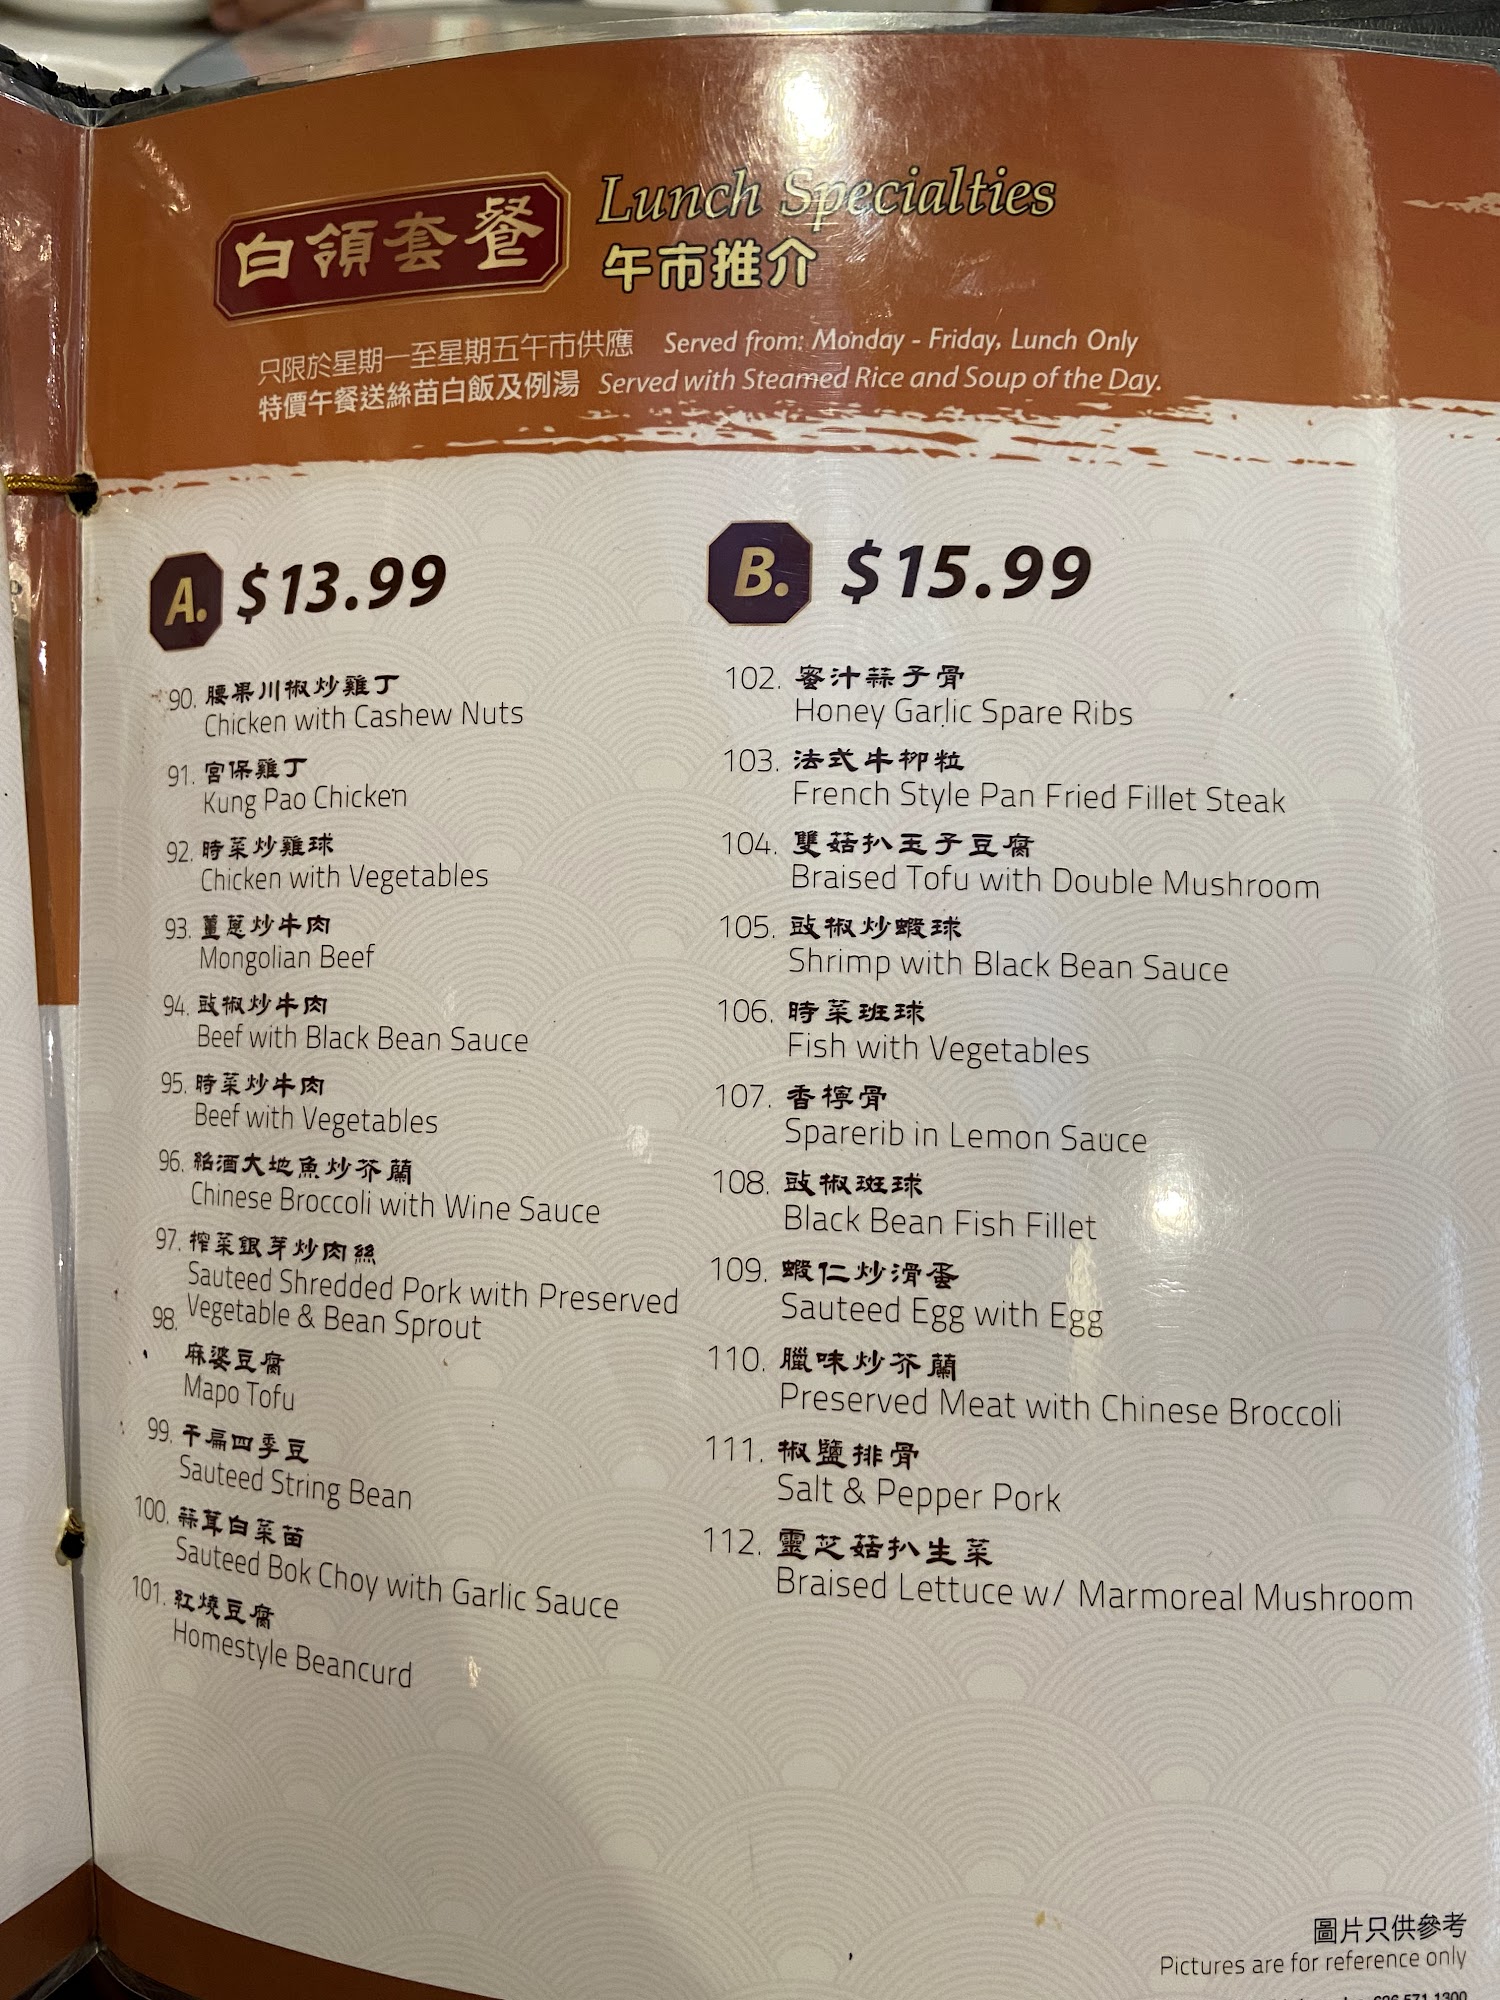 白領套餐
Lunch Specialties
午市推介
只限於星期一至星期五午市供應 Served from: Monday - Friday, Lunch Only
特價午餐送絲苗白飯及例湯 Served with Steamed Rice and Soup of the Day.
A. $13.99
90. 腰果川椒炒雞丁
Chicken with Cashew Nuts
91. 宮保雞丁
Kung Pao Chicken
92. 時菜炒雞球
Chicken with Vegetables
93. 薑蔥炒牛肉
Mongolian Beef
94. 豉椒炒牛肉
Beef with Black Bean Sauce
95. 時菜炒牛肉
Beef with Vegetables
96. 紹酒大地魚炒芥蘭
Chinese Broccoli with Wine Sauce
97. 榨菜銀芽炒肉絲
Sauteed Shredded Pork with Preserved
Vegetable & Bean Sprout
98.
麻婆豆腐
Mapo Tofu
99. 干扁四季豆
Sauteed String Bean
100. 蒜茸白菜苗
Sauteed Bok Choy with Garlic Sauce
101. 紅燒豆腐
Homestyle Beancurd
B. $15.99
102. 蜜汁蒜子骨
Honey Garlic Spare Ribs
103. 法式牛柳粒
French Style Pan Fried Fillet Steak
104. 雙菇扒玉子豆腐
Braised Tofu with Double Mushroom
105. 豉椒炒蝦球
Shrimp with Black Bean Sauce
106. 時菜班球
Fish with Vegetables
107. 香檸骨
Sparerib in Lemon Sauce
108. 豉椒斑球
Black Bean Fish Fillet
109. 蝦仁炒滑蛋
Sauteed Egg with Egg
110. 臘味炒芥蘭
Preserved Meat with Chinese Broccoli
111. 椒鹽排骨
Salt & Pepper Pork
112. 靈芝菇扒生菜
Braised Lettuce w/ Marmoreal Mushroom
圖片只供參考
Pictures are for reference only
626.571.1300